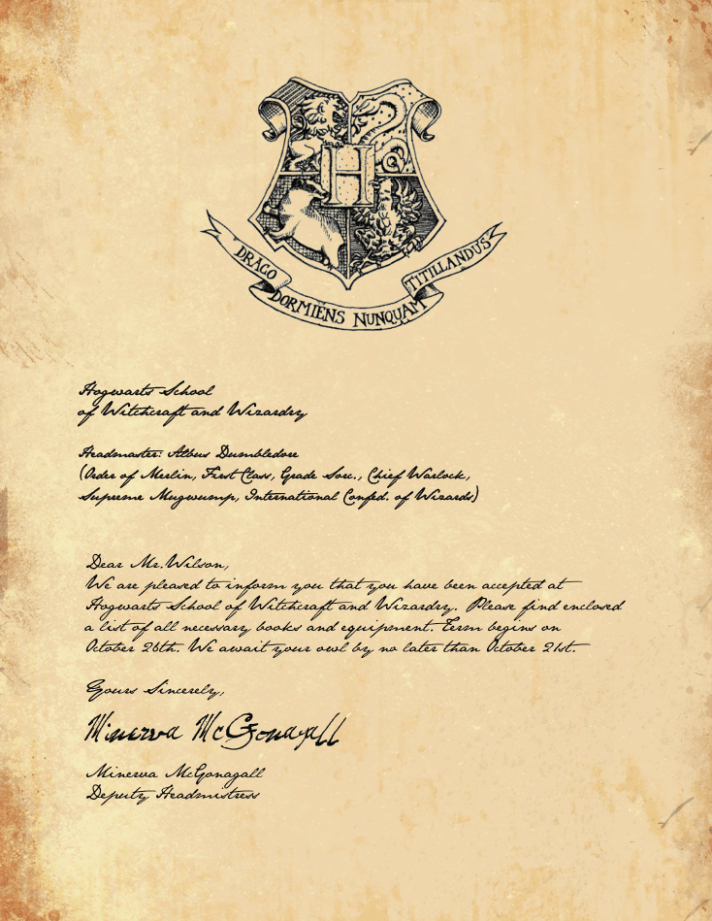 H
DRACO
DORMIENS NUNQUAM
TITILLANDUS
Hogwarts School
of Witchcraft and Wizardry
Headmaster: Albus Dumbledore
(Order of Merlin, First Class, Grade Sorc., Chief Warlock,
Supreme Mugwump, International Confed. of Wizards)
Dear Mr.Wilson,
We are pleased to inform you that you have been accepted at
Hogwarts School of Witchcraft and Wizardry. Please find enclosed
a list of all necessary books and equipment. Term begins on
October 26th. We await your owl by no later than October 21st.
Yours Sincerely,
Minerva McGonagall
Minerva McGonagall
Deputy Headmistress